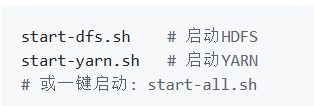 start-dfs.sh    # 启动HDFS
start-yarn.sh   # 启动YARN
# 或一键启动: start-all.sh